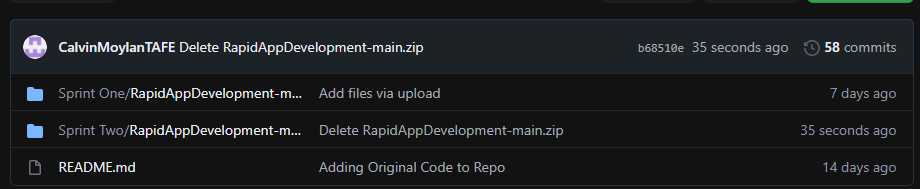 CalvinMoylanTAFE Delete RapidAppDevelopment-main.zip b68510e 35 seconds ago 58 commits
Sprint One/RapidAppDevelopment-m... Add files via upload 7 days ago
Sprint Two/RapidAppDevelopment-m... Delete RapidAppDevelopment-main.zip 35 seconds ago
README.md Adding Original Code to Repo 14 days ago